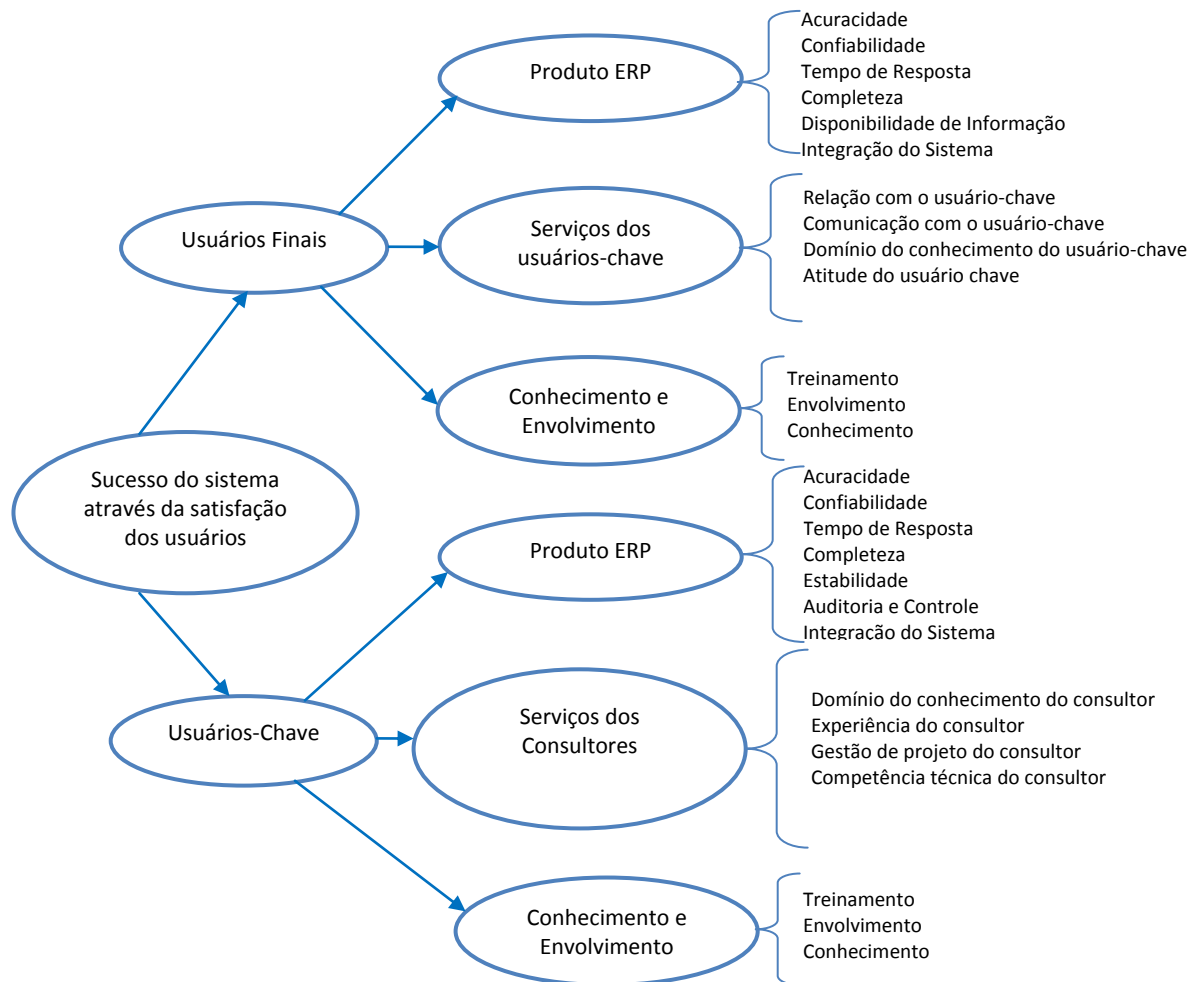 Produto ERP
Acuracidade
Confiabilidade
Tempo de Resposta
Completeza
Disponibilidade de Informação
Integração do Sistema
Usuários Finais
Serviços dos
usuários-chave
Relação com o usuário-chave
Comunicação com o usuário-chave
Domínio do conhecimento do usuário-chave
Atitude do usuário chave
Conhecimento e
Envolvimento
Treinamento
Envolvimento
Conhecimento
Sucesso do sistema
através da satisfação
dos usuários
Produto ERP
Acuracidade
Confiabilidade
Tempo de Resposta
Completeza
Estabilidade
Auditoria e Controle
Integração do Sistema
Usuários-Chave
Serviços dos
Consultores
Domínio do conhecimento do consultor
Experiência do consultor
Gestão de projeto do consultor
Competência técnica do consultor
Conhecimento e
Envolvimento
Treinamento
Envolvimento
Conhecimento